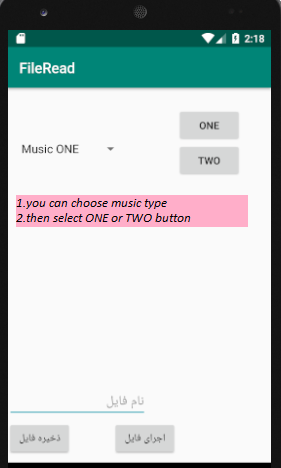 2:18
FileRead
ONE
Music ONE
TWO
1.you can choose music type
2.then select ONE or TWO button
نام فایل
ذخیره فایل
اجرای فایل